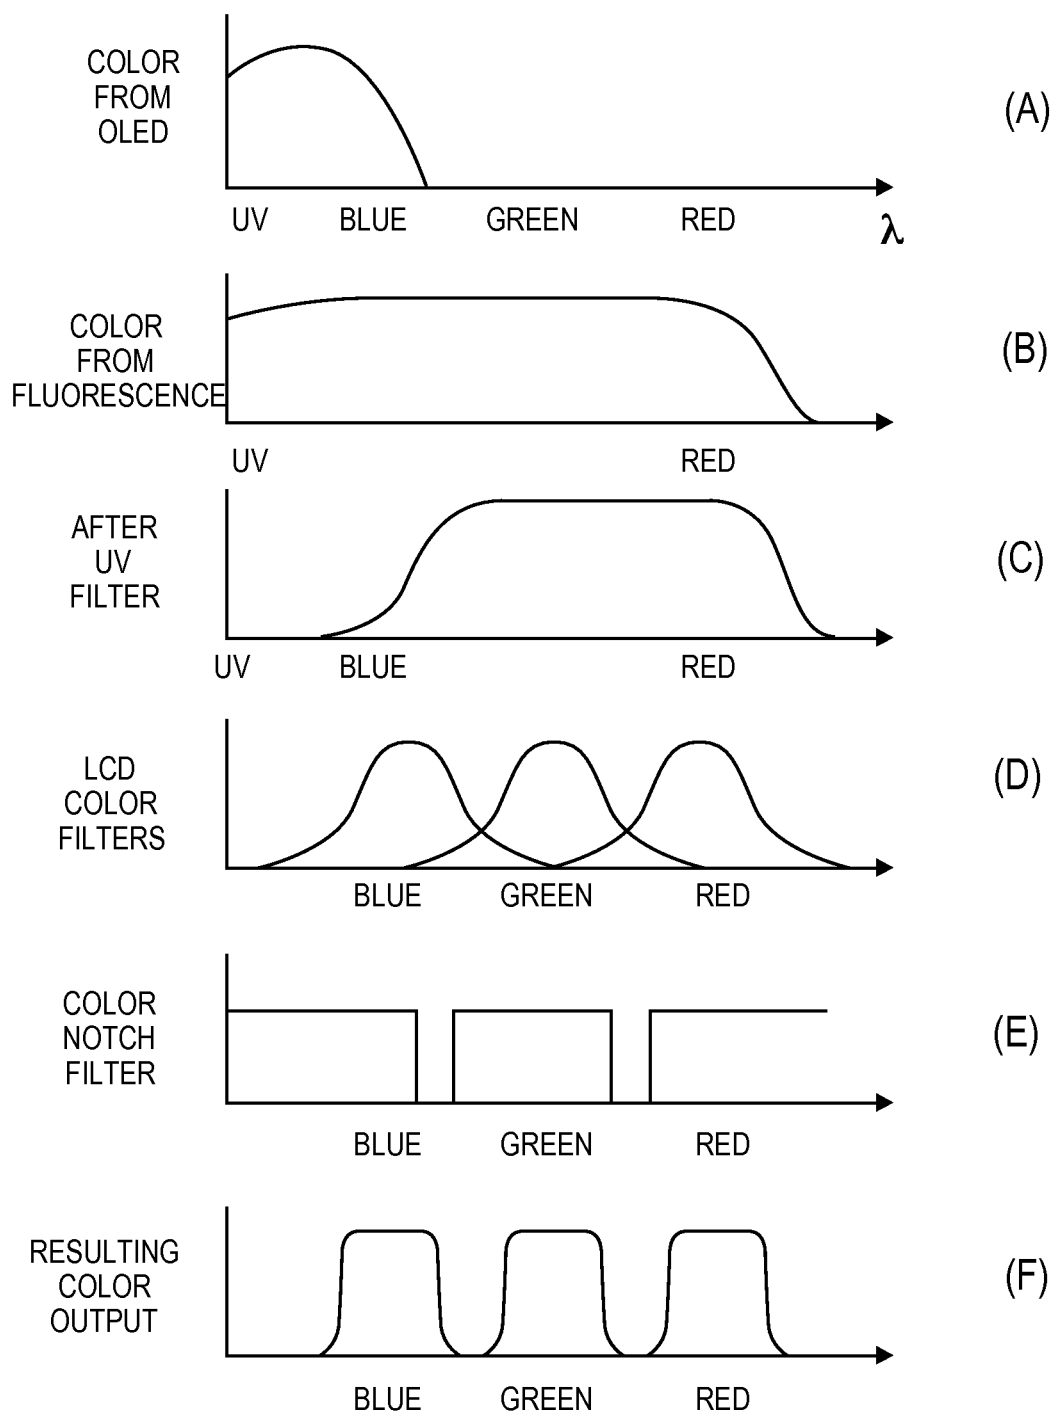 COLOR
FROM
OLED
(A)
UV BLUE GREEN RED
λ
COLOR
FROM
FLUORESCENCE
(B)
UV RED
AFTER
UV
FILTER
(C)
UV BLUE RED
LCD
COLOR
FILTERS
(D)
BLUE GREEN RED
COLOR
NOTCH
FILTER
(E)
BLUE GREEN RED
RESULTING
COLOR
OUTPUT
(F)
BLUE GREEN RED